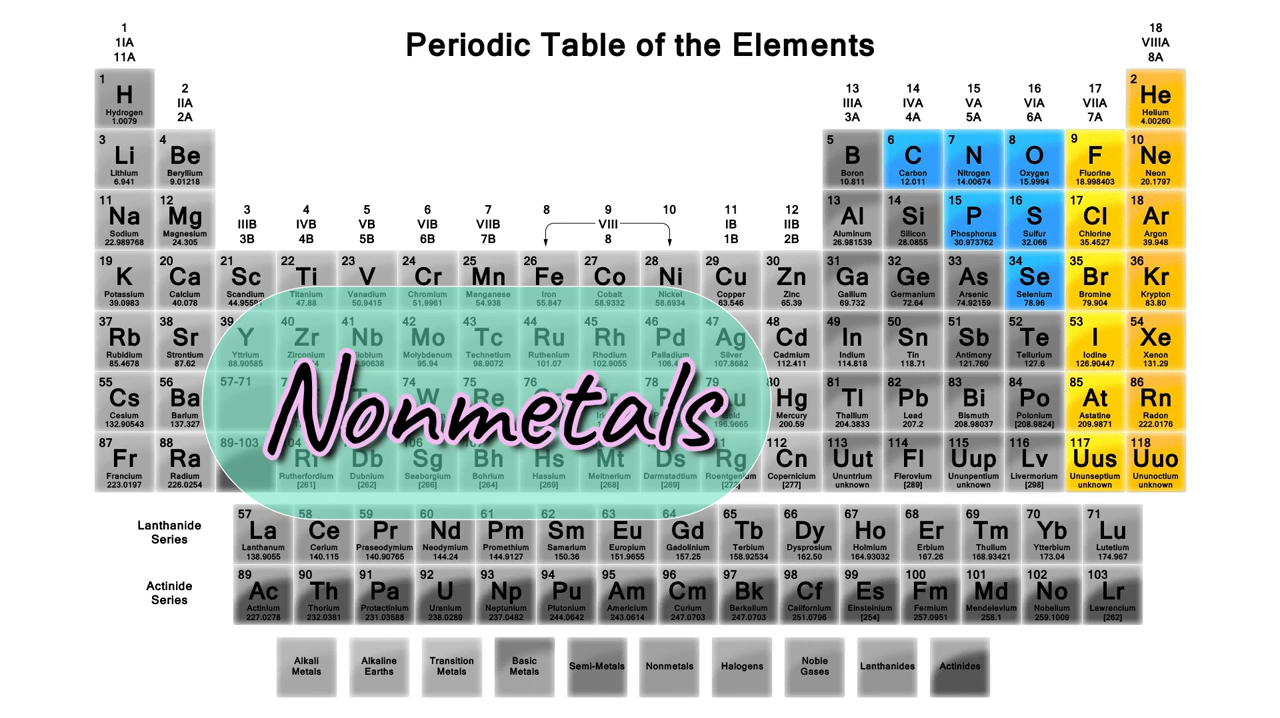 Periodic Table of the Elements
1 18
1IA VIIIA
11A 8A
1 2
H He
Hydrogen Helium
1.0079 4.00260
2 13 14 15 16 17
IIA IIIA IVA VA VIA VIIA
2A 3A 4A 5A 6A 7A
3 4 5 6 7 8 9 10
Li Be B C N O F Ne
Lithium Beryllium Boron Carbon Nitrogen Oxygen Fluorine Neon
6.941 9.01218 10.811 12.011 14.00674 15.9994 18.998403 20.1797
11 12 13 14 15 16 17 18
Na Mg Al Si P S Cl Ar
Sodium Magnesium Aluminum Silicon Phosphorus Sulfur Chlorine Argon
22.989768 24.305 26.981539 28.0855 30.973762 32.066 35.4527 39.948
3 4 5 6 7 8 9 10 11 12
IIIB IVB VB VIB VIIB VIII IB IIB
3B 4B 5B 6B 7B 8 1B 2B
19 20 21 22 23 24 25 26 27 28 29 30 31 32 33 34 35 36
K Ca Sc Ti V Cr Mn Fe Co Ni Cu Zn Ga Ge As Se Br Kr
Potassium Calcium Scandium Titanium Vanadium Chromium Manganese Iron Cobalt Nickel Copper Zinc Gallium Germanium Arsenic Selenium Bromine Krypton
39.0983 40.078 47.88 50.9415 51.9961 54.938 55.847 58.9332 58.6934 63.546 65.39 69.732 72.64 74.92159 78.96 79.904 83.80
37 38 39 40 41 42 43 44 45 46 47 48 49 50 51 52 53 54
Rb Sr Y Zr Nb Mo Tc Ru Rh Pd Ag Cd In Sn Sb Te I Xe
Rubidium Strontium Yttrium Molybdenum Technetium Ruthenium Rhodium Palladium Silver Cadmium Indium Tin Antimony Tellurium Iodine Xenon
85.4678 87.62 88.90585 95.94 98.9072 101.07 102.9055 107.8682 112.411 114.818 118.71 121.760 127.6 126.90447 131.29
55 56 57-71 74 75 76 79 80 81 82 83 84 85 86
Cs Ba W Re Hg Tl Pb Bi Po At Rn
Cesium Barium Mercury Thallium Lead Bismuth Polonium Astatine Radon
132.90543 137.327 200.59 204.3833 207.2 208.98037 [208.9824] 209.9871 222.0176
Nonmetals
87 88 89-103 112 113 114 115 116 117 118
Fr Ra Db Sg Bh Hs Mt Ds Rg Cn Uut Fl Uup Lv Uus Uuo
Francium Radium Rutherfordium Dubnium Seaborgium Bohrium Hassium Meitnerium Darmstadtium Roentgenium Copernicium Ununtrium Flerovium Ununpentium Livermorium Ununseptium Ununoctium
223.0197 226.0254 [261] [262] [266] [264] [269] [268] [269] [272] [277] unknown [289] unknown [298] unknown unknown
57 58 59 60 61 62 63 64 65 66 67 68 69 70 71
Lanthanide Series
La Ce Pr Nd Pm Sm Eu Gd Tb Dy Ho Er Tm Yb Lu
Lanthanum Cerium Praseodymium Neodymium Promethium Samarium Europium Gadolinium Terbium Dysprosium Holmium Erbium Thulium Ytterbium Lutetium
138.9055 140.115 140.90765 144.24 144.9127 150.36 151.9655 157.25 158.92534 162.50 164.93032 167.26 168.93421 173.04 174.967
89 90 91 92 93 94 95 96 97 98 99 100 101 102 103
Actinide Series
Ac Th Pa U Np Pu Am Cm Bk Cf Es Fm Md No Lr
Actinium Thorium Protactinium Uranium Neptunium Plutonium Americium Curium Berkelium Californium Einsteinium Fermium Mendelevium Nobelium Lawrencium
227.0278 232.0381 231.03588 238.0289 237.0482 244.0642 243.0614 247.0703 247.0703 251.0796 [254] 257.0951 258.1 259.1009 [262]
Alkali Metals
Alkaline Earths
Transition Metals
Basic Metals
Semi-Metals
Nonmetals
Halogens
Noble Gases
Lanthanides
Actinides